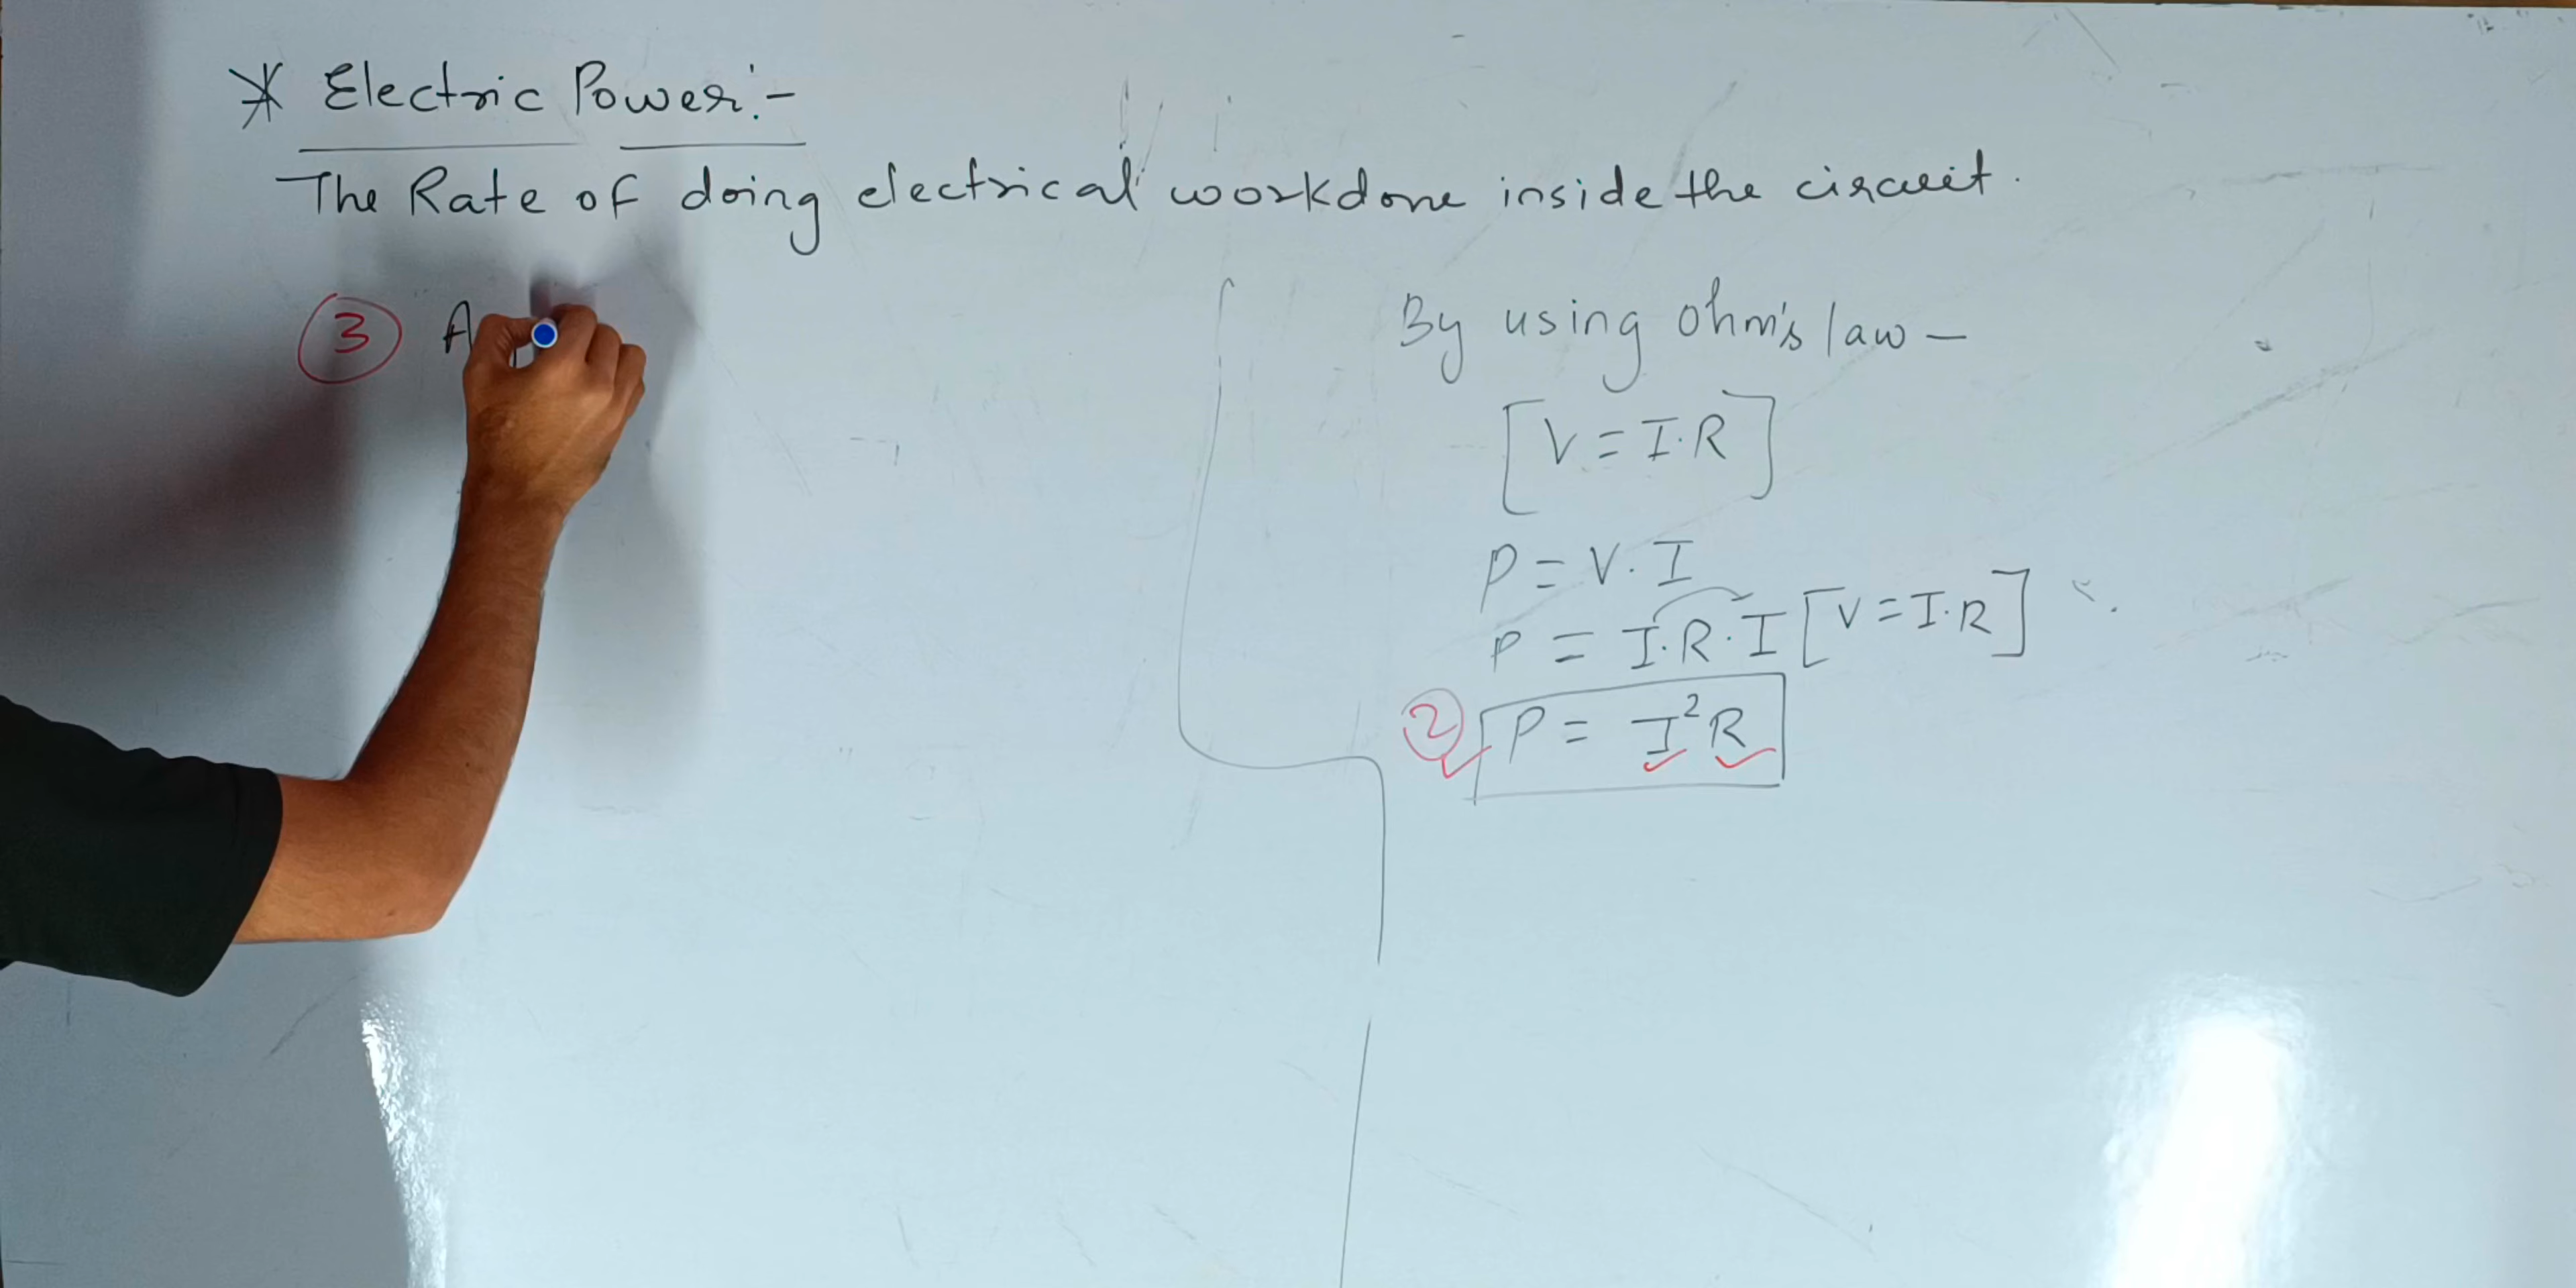 * Electric Power:-
The Rate of doing electrical workdone inside the circuit.
③ A
By using ohm's law –
[V = I·R]
P = V·I
P = I·R·I [V = I·R]
② P = I²R